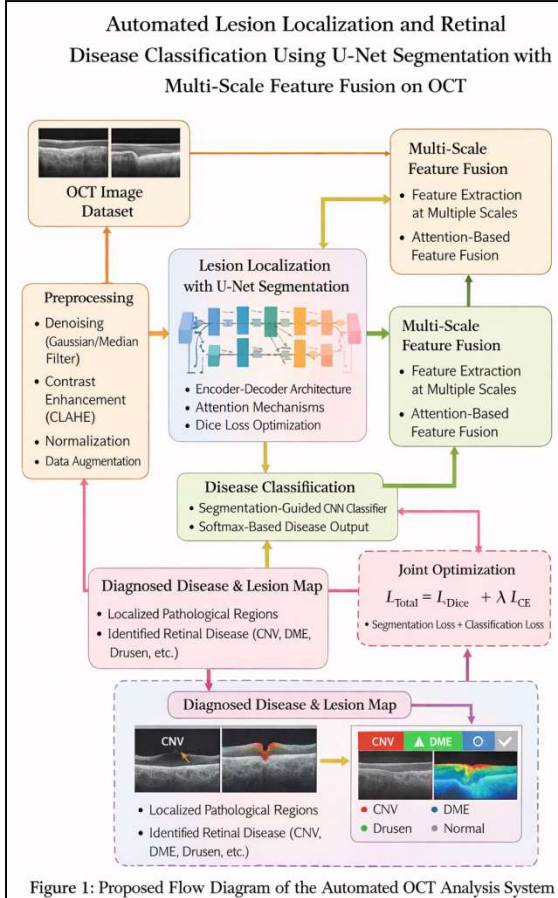 Automated Lesion Localization and Retinal
Disease Classification Using U-Net Segmentation with
Multi-Scale Feature Fusion on OCT
OCT Image
Dataset
Multi-Scale
Feature Fusion
• Feature Extraction
at Multiple Scales
• Attention-Based
Feature Fusion
Lesion Localization
with U-Net Segmentation
• Encoder-Decoder Architecture
• Attention Mechanisms
• Dice Loss Optimization
Preprocessing
• Denoising
(Gaussian/Median
Filter)
• Contrast
Enhancement
(CLAHE)
• Normalization
• Data Augmentation
Multi-Scale
Feature Fusion
• Feature Extraction
at Multiple Scales
• Attention-Based
Feature Fusion
Disease Classification
• Segmentation-Guided CNN Classifier
• Softmax-Based Disease Output
Diagnosed Disease & Lesion Map
• Localized Pathological Regions
• Identified Retinal Disease (CNV, DME,
Drusen, etc.)
Joint Optimization
L_Total = L_Dice + λ L_CE
• Segmentation Loss + Classification Loss
Diagnosed Disease & Lesion Map
CNV
• Localized Pathological Regions
• Identified Retinal Disease (CNV,
DME, Drusen, etc.)
CNV DME
• CNV • DME
• Drusen • Normal
Figure 1: Proposed Flow Diagram of the Automated OCT Analysis System